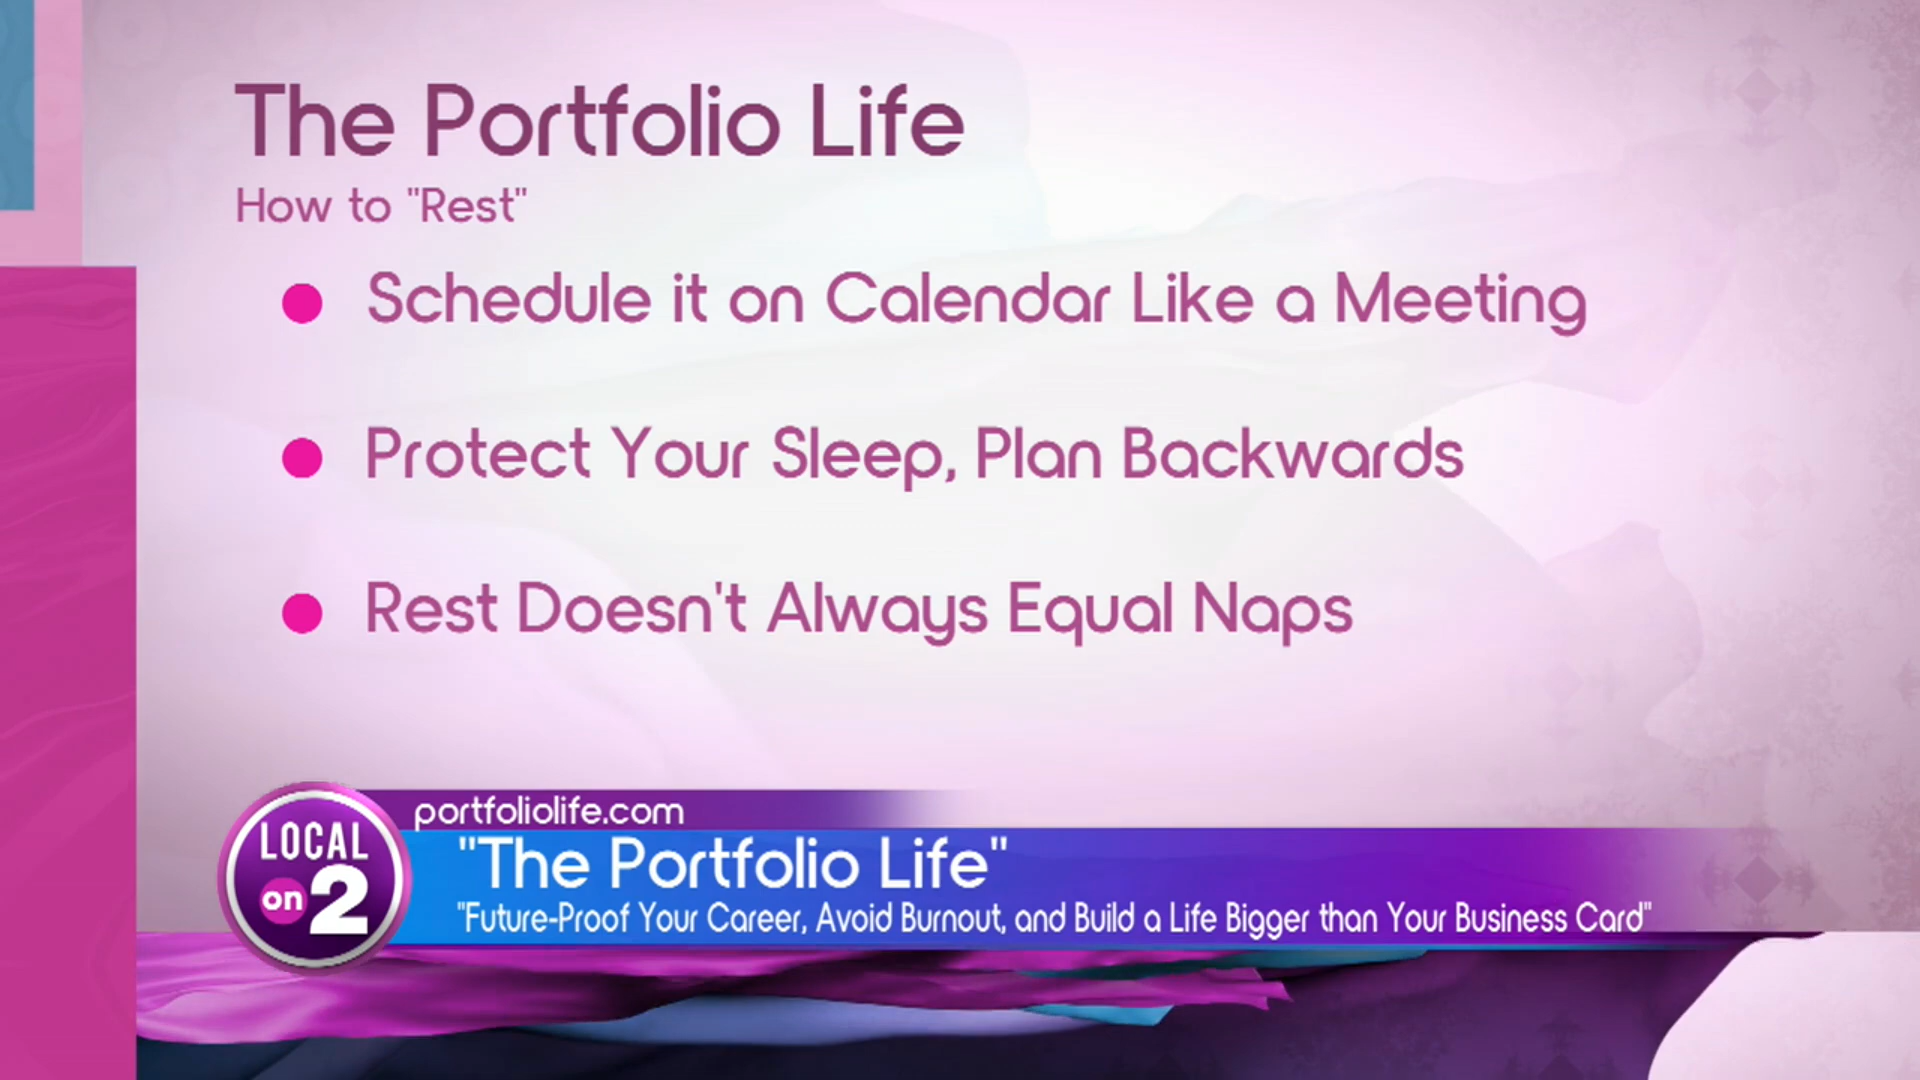 The Portfolio Life
How to "Rest"
Schedule it on Calendar Like a Meeting
Protect Your Sleep, Plan Backwards
Rest Doesn't Always Equal Naps
portfoliolife.com
LOCAL
on 2
"The Portfolio Life"
"Future-Proof Your Career, Avoid Burnout, and Build a Life Bigger than Your Business Card"